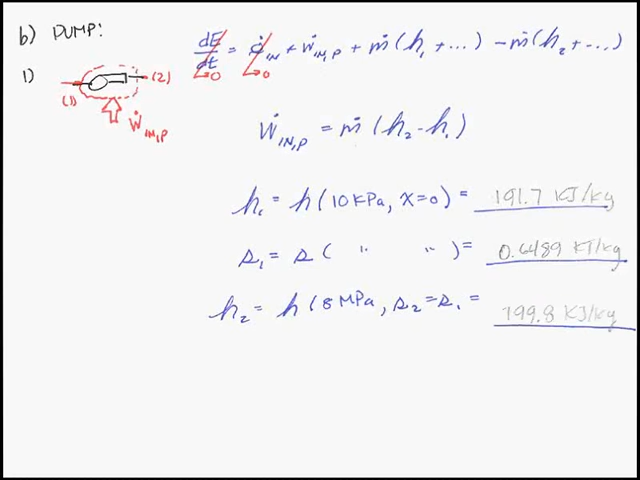 b) PUMP:
dE/dt = Q̇IN + ẆIN,P + ṁ(h1 + ...) - ṁ(h2 + ...)
→0 →0
1)
(1) (2)
ẆIN,P
ẆIN,P = ṁ (h2 - h1)
h1 = h(10 KPa, X=0) = 191.7 KJ/kg
s1 = s( " " ) = 0.6489 KJ/kg
h2 = h(8 MPa, s2 = s1 = 199.8 KJ/kg